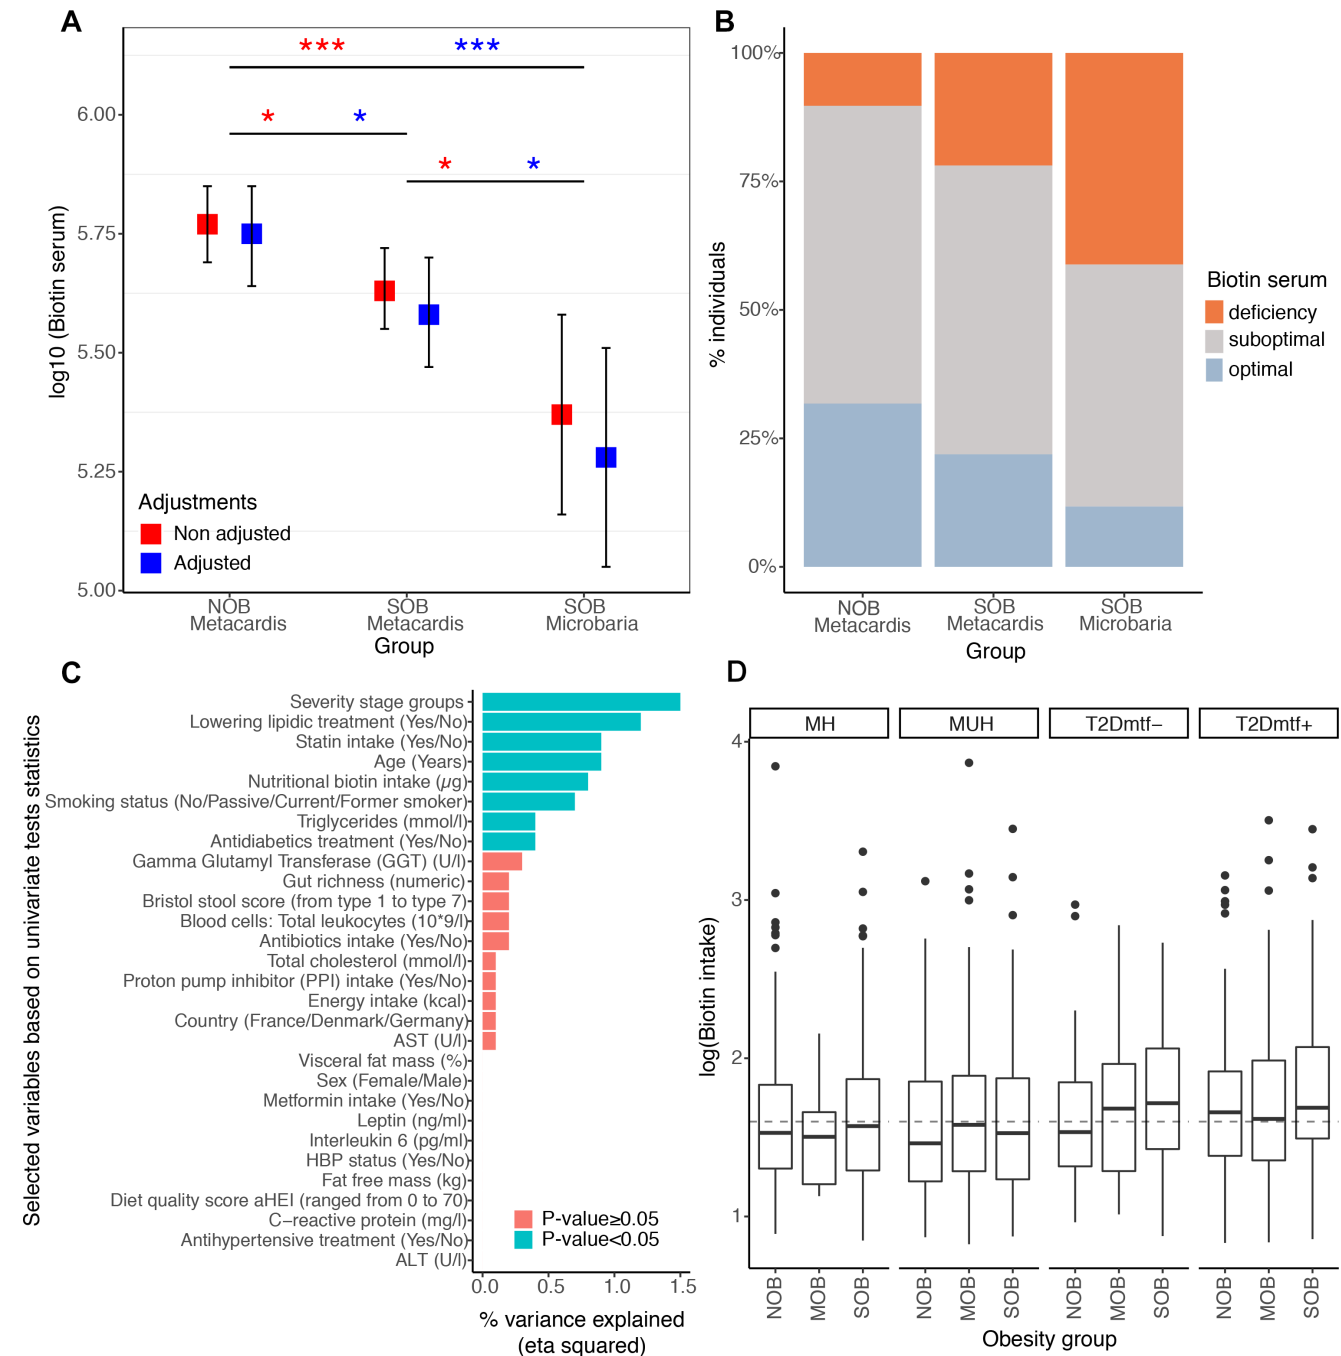 A
***
***
*
*
*
*
log10 (Biotin serum)
6.00
5.75
5.50
5.25
5.00
Adjustments
Non adjusted
Adjusted
NOB
Metacardis
SOB
Metacardis
SOB
Microbaria
Group
B
% individuals
100%
75%
50%
25%
0%
NOB
Metacardis
SOB
Metacardis
SOB
Microbaria
Group
Biotin serum
deficiency
suboptimal
optimal
C
Selected variables based on univariate tests statistics
Severity stage groups
Lowering lipidic treatment (Yes/No)
Statin intake (Yes/No)
Age (Years)
Nutritional biotin intake (µg)
Smoking status (No/Passive/Current/Former smoker)
Triglycerides (mmol/l)
Antidiabetics treatment (Yes/No)
Gamma Glutamyl Transferase (GGT) (U/l)
Gut richness (numeric)
Bristol stool score (from type 1 to type 7)
Blood cells: Total leukocytes (10*9/l)
Antibiotics intake (Yes/No)
Total cholesterol (mmol/l)
Proton pump inhibitor (PPI) intake (Yes/No)
Energy intake (kcal)
Country (France/Denmark/Germany)
AST (U/l)
Visceral fat mass (%)
Sex (Female/Male)
Metformin intake (Yes/No)
Leptin (ng/ml)
Interleukin 6 (pg/ml)
HBP status (Yes/No)
Fat free mass (kg)
Diet quality score aHEI (ranged from 0 to 70)
C−reactive protein (mg/l)
Antihypertensive treatment (Yes/No)
ALT (U/l)
P-value≥0.05
P-value<0.05
0.0
0.5
1.0
1.5
% variance explained
(eta squared)
D
MH
MUH
T2Dmtf−
T2Dmtf+
log(Biotin intake)
4
3
2
1
NOB
MOB
SOB
NOB
MOB
SOB
NOB
MOB
SOB
NOB
MOB
SOB
Obesity group